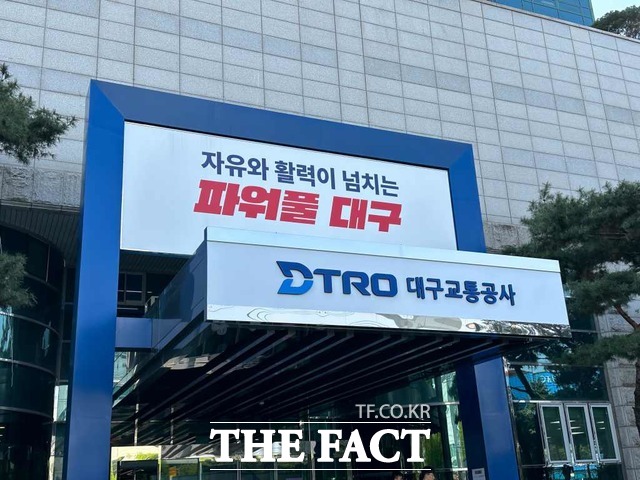 자유와 활력이 넘치는
파워풀 대구
DTRO 대구교통공사
TF.CO.KR
THE FACT